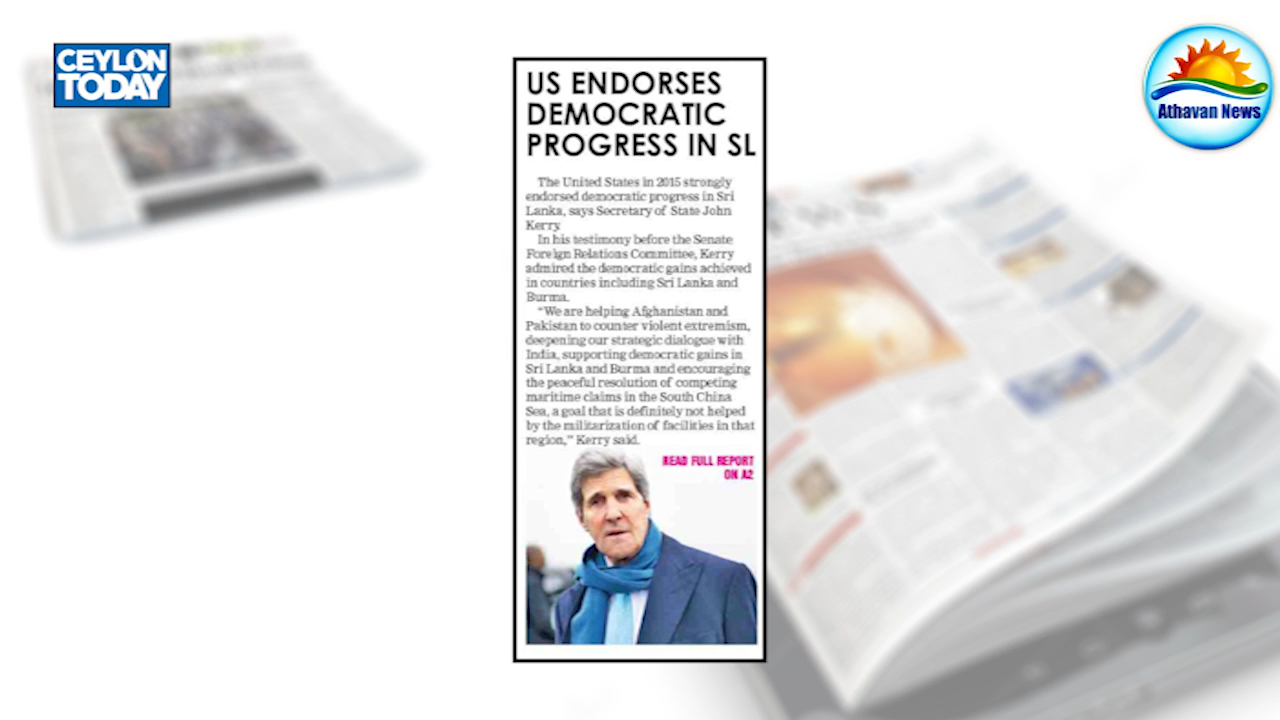 CEYLON
TODAY
Athavan News
US ENDORSES
DEMOCRATIC
PROGRESS IN SL
The United States in 2015 strongly
endorsed democratic progress in Sri
Lanka, says Secretary of State John
Kerry.
In his testimony before the Senate
Foreign Relations Committee, Kerry
admired the democratic gains achieved
in countries including Sri Lanka and
Burma.
"We are helping Afghanistan and
Pakistan to counter violent extremism,
deepening our strategic dialogue with
India, supporting democratic gains in
Sri Lanka and Burma and encouraging
the peaceful resolution of competing
maritime claims in the South China
Sea, a goal that is definitely not helped
by the militarization of facilities in that
region," Kerry said.
READ FULL REPORT
ON A2